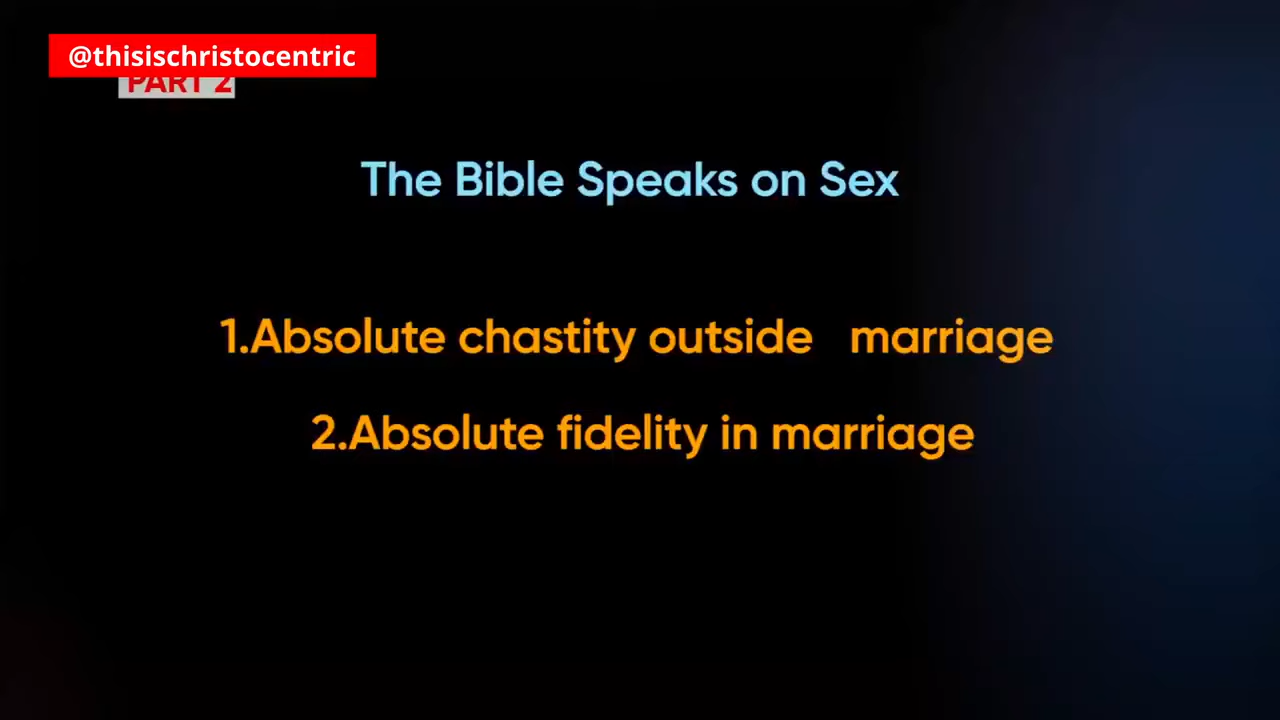 @thisischristocentric
PART 2
The Bible Speaks on Sex
1.Absolute chastity outside marriage
2.Absolute fidelity in marriage